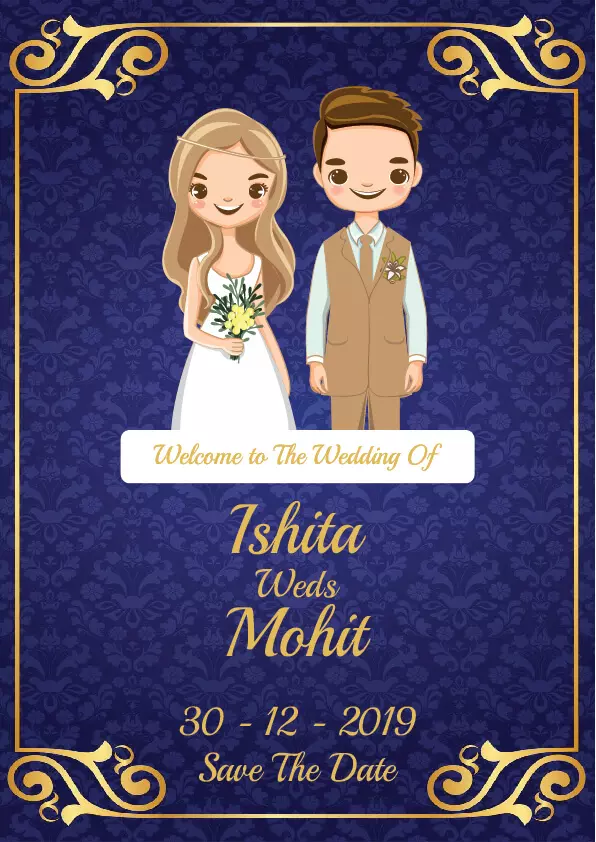 Welcome to The Wedding Of
Ishita
Weds
Mohit
30 - 12 - 2019
Save The Date